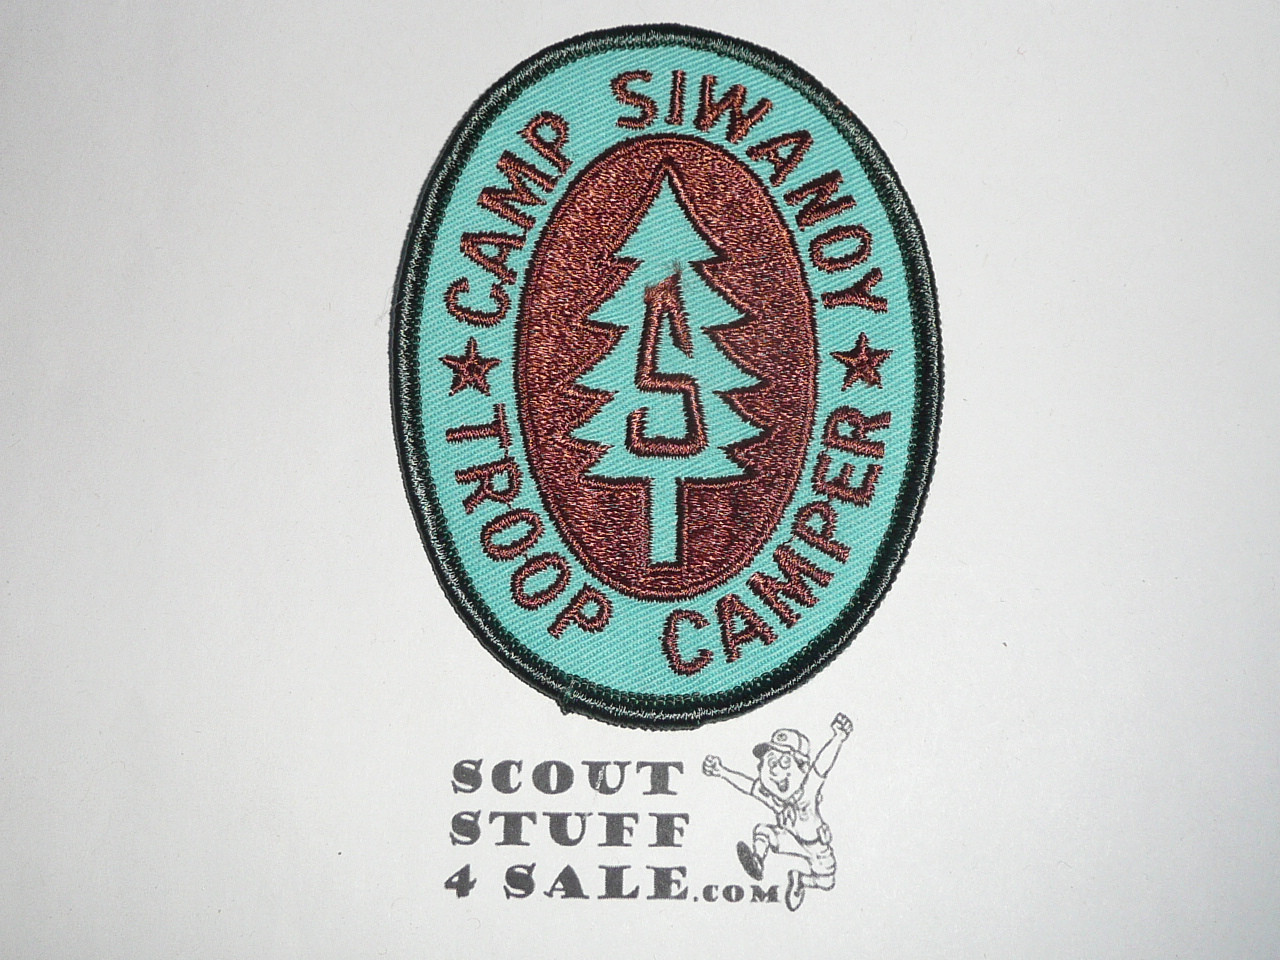 CAMP SIWANOY
S
TROOP CAMPER
SCOUT
STUFF
4 SALE.COM